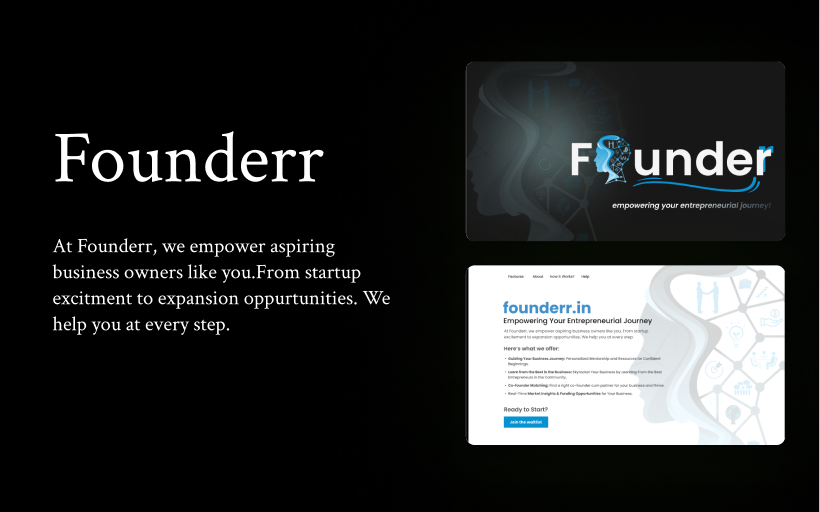 Founderr
At Founderr, we empower aspiring
business owners like you.From startup
excitment to expansion oppurtunities. We
help you at every step.
Founderr
empowering your entrepreneurial journey!
Features About How It Works? Help
founderr.in
Empowering Your Entrepreneurial Journey
At Founderr, we empower aspiring business owners like you. From startup
excitement to expansion opportunities. We help you at every step.
Here's what we offer:
• Guiding Your Business Journey: Personalized Mentorship and Resources for Confident
Beginnings.
• Learn from the Best in the Business: Skyrocket Your Business by Learning From the Best
Entrepreneurs in the Community.
• Co-Founder Matching: Find a right co-founder cum partner for your business and thrive.
• Real-Time Market Insights & Funding Opportunities for Your Business.
Ready to Start?
Join the waitlist